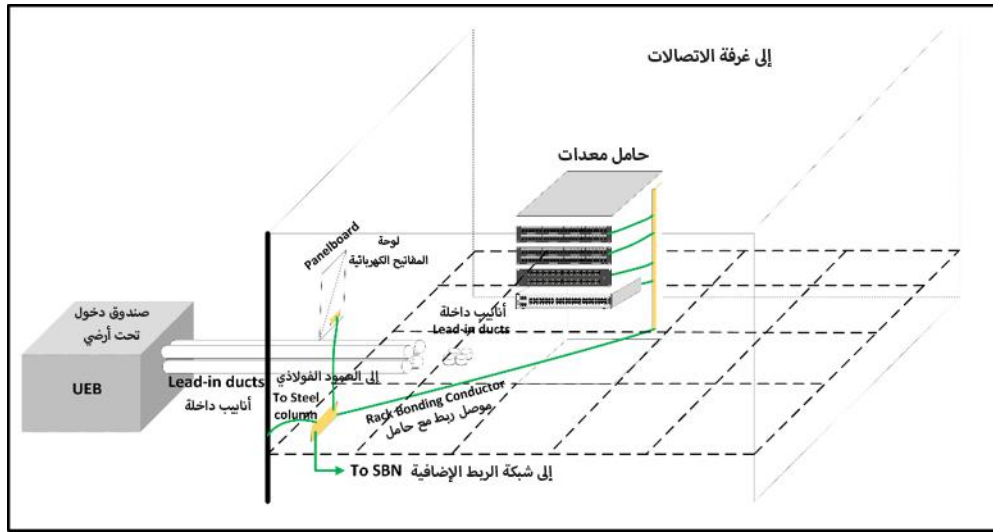 إلى غرفة الاتصالات
حامل معدات
Panelboard
لوحة
المفاتيح الكهربائية
صندوق دخول
تحت أرضي
UEB
أنابيب داخلة
Lead-in ducts
Lead-in ducts
أنابيب داخلة
إلى العمود الفولاذي
To Steel
column
Rack Bonding Conductor
موصل ربط مع حامل
To SBN إلى شبكة الربط الإضافية